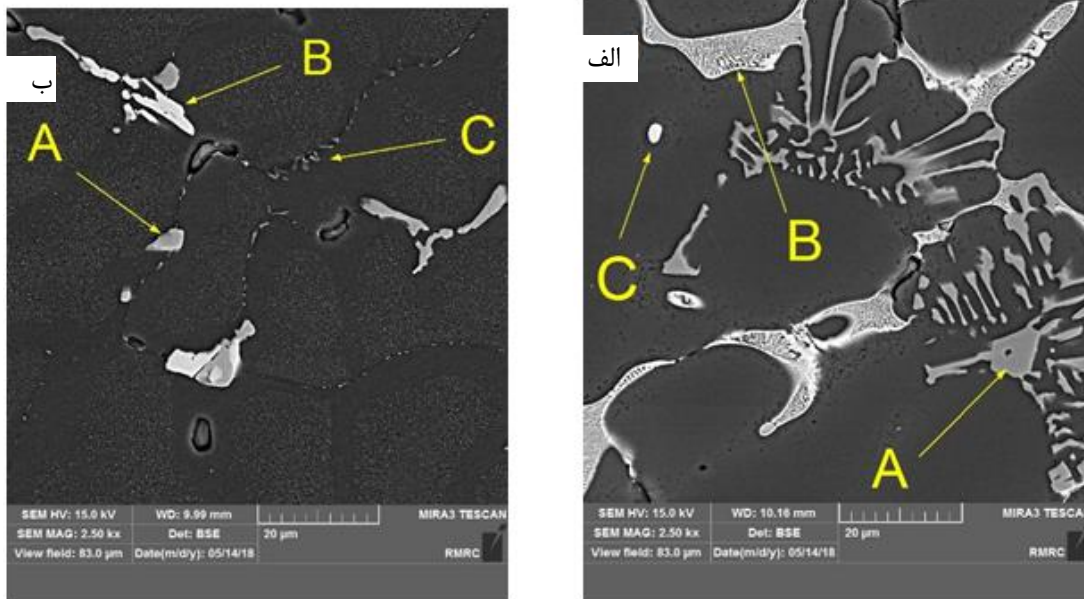 ب
B
A
C
SEM HV: 15.0 kV WD: 9.99 mm MIRA3 TESCAN
SEM MAG: 2.50 kx Det: BSE 20 µm
View field: 83.0 µm Date(m/d/y): 05/14/18 RMRC
الف
B
C
A
SEM HV: 15.0 kV WD: 10.16 mm MIRA3 TESCAN
SEM MAG: 2.50 kx Det: BSE 20 µm
View field: 83.0 µm Date(m/d/y): 05/14/18 RMRC